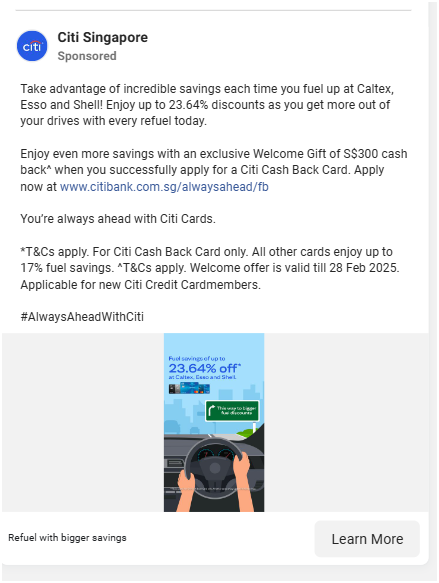 citi
Citi Singapore
Sponsored
Take advantage of incredible savings each time you fuel up at Caltex,
Esso and Shell! Enjoy up to 23.64% discounts as you get more out of
your drives with every refuel today.
Enjoy even more savings with an exclusive Welcome Gift of S$300 cash
back^ when you successfully apply for a Citi Cash Back Card. Apply
now at www.citibank.com.sg/alwaysahead/fb
You’re always ahead with Citi Cards.
*T&Cs apply. For Citi Cash Back Card only. All other cards enjoy up to
17% fuel savings. ^T&Cs apply. Welcome offer is valid till 28 Feb 2025.
Applicable for new Citi Credit Cardmembers.
#AlwaysAheadWithCiti
Fuel savings of up to
23.64% off*
at Caltex, Esso and Shell.
This way to bigger
fuel discounts
Refuel with bigger savings
Learn More